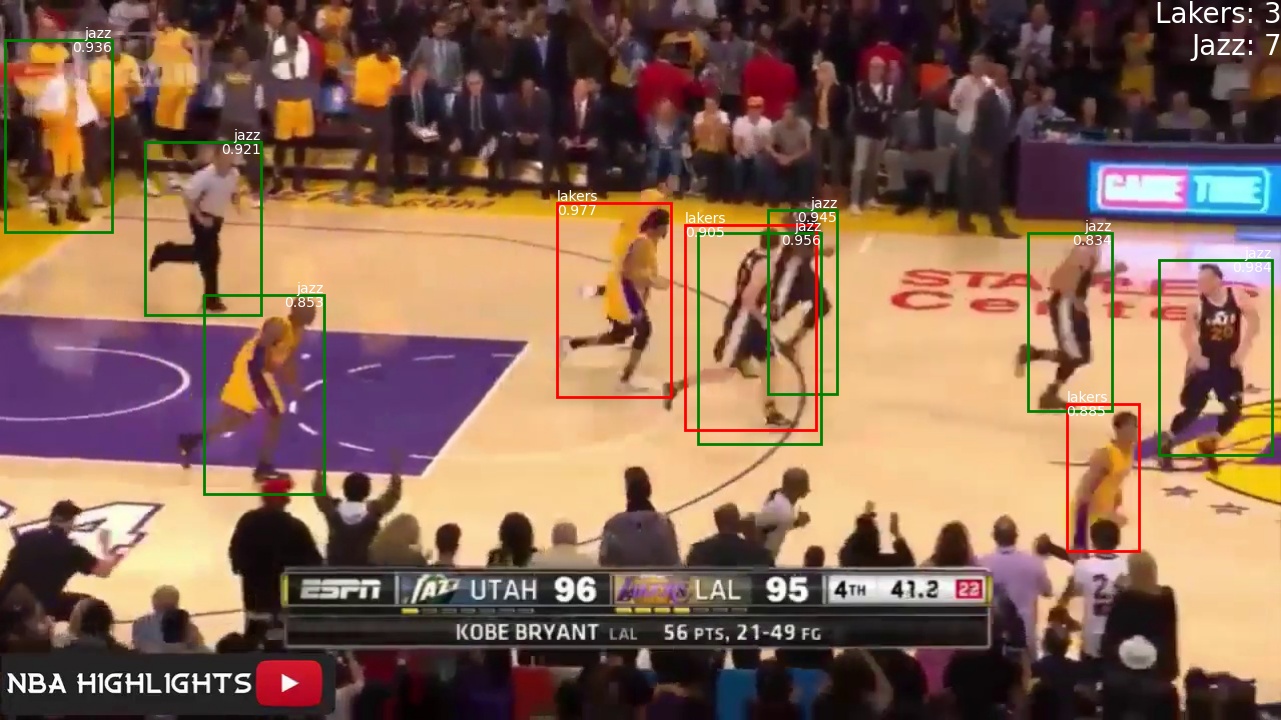 Lakers: 3
Jazz: 7
jazz
0.936
jazz
0.921
lakers
0.977
lakers
0.905
jazz
0.945
jazz
0.956
jazz
0.834
jazz
0.984
jazz
0.853
lakers
0.885
GAME TIME
STAPLES
Center
20
ESPN JAZZ UTAH 96 Lakers LAL 95 4TH 41.2 22
KOBE BRYANT LAL 56 PTS, 21-49 FG
NBA HIGHLIGHTS